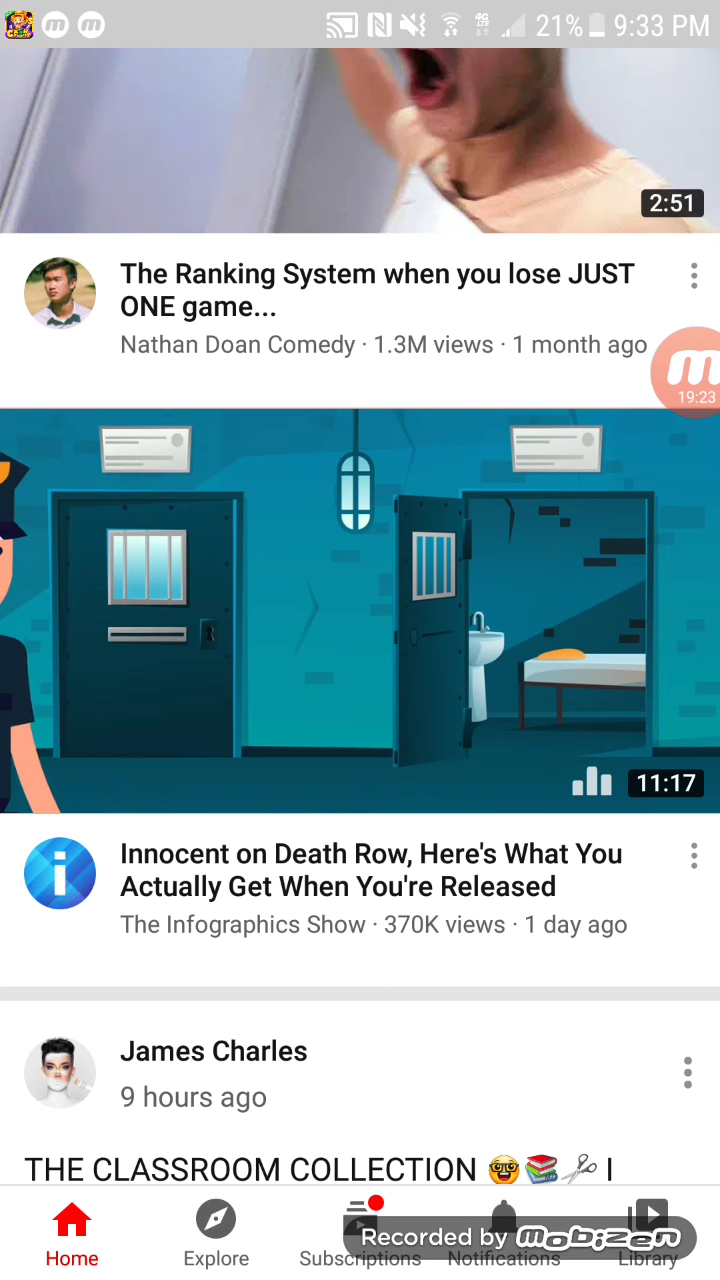 m m 4G LTE 21% 9:33 PM
2:51
The Ranking System when you lose JUST
ONE game...
Nathan Doan Comedy · 1.3M views · 1 month ago
m
19:23
11:17
i
Innocent on Death Row, Here's What You
Actually Get When You're Released
The Infographics Show · 370K views · 1 day ago
James Charles
9 hours ago
THE CLASSROOM COLLECTION 🤓📚✂️ I
Recorded by mobizen
Home Explore Subscriptions Notifications Library